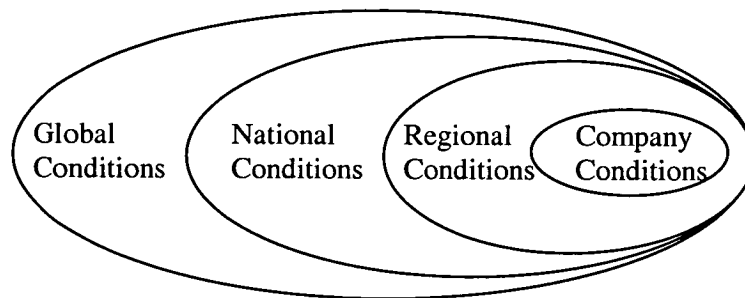 Global
Conditions
National
Conditions
Regional
Conditions
Company
Conditions